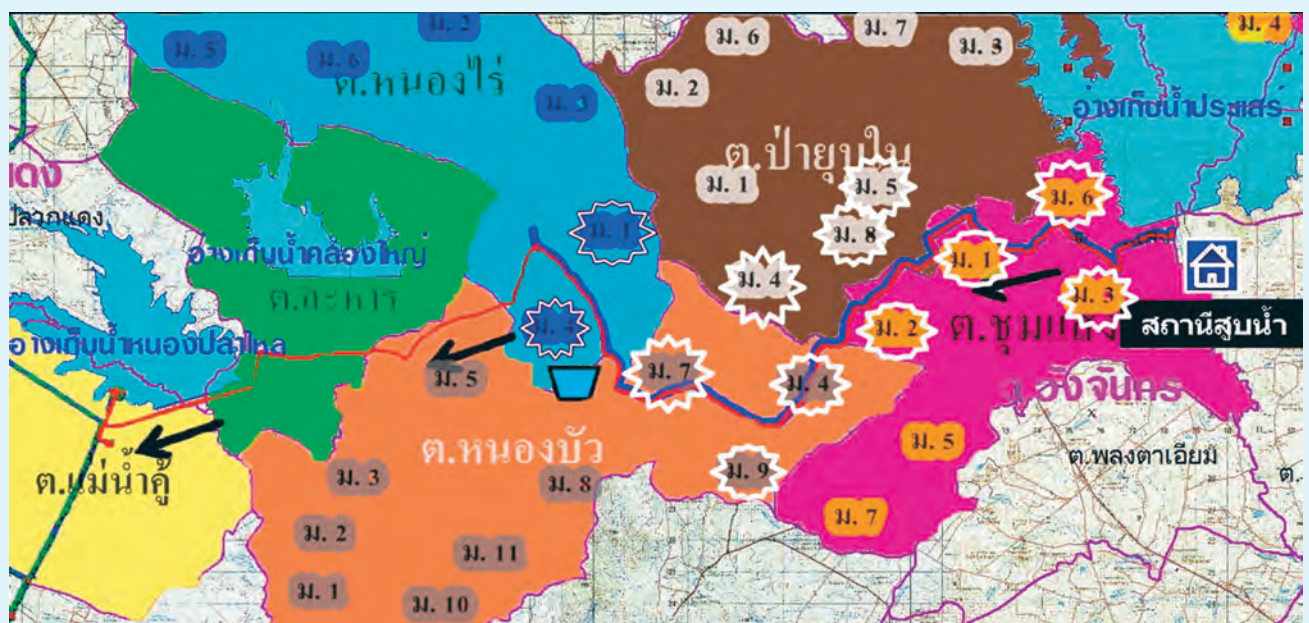 ม. 5
ม. 6
ม. 2
ต.หนองไร่
ม. 3
ม. 6
ม. 7
ม. 3
ม. 2
ม. 4
อ่างเก็บน้ำประแสร์
ต.ป่ายุบใน
ม. 1
ม. 5
ม. 8
ม. 4
ม. 6
ม. 1
ม. 3
ม. 2
ต.ชุมแสง
สถานีสูบน้ำ
อ.วังจันทร์
ม. 5
ม. 7
ต.พลงตาเอี่ยม
ต.
แดง
ปลวกแดง
อ่างเก็บน้ำคลองใหญ่
ต.ละหาร
อ่างเก็บน้ำหนองปลาไหล
ม. 1
ม. 4
ม. 5
ม. 7
ม. 4
ต.หนองบัว
ม. 9
ม. 3
ม. 8
ม. 2
ม. 11
ม. 1
ม. 10
ต.แม่น้ำคู้